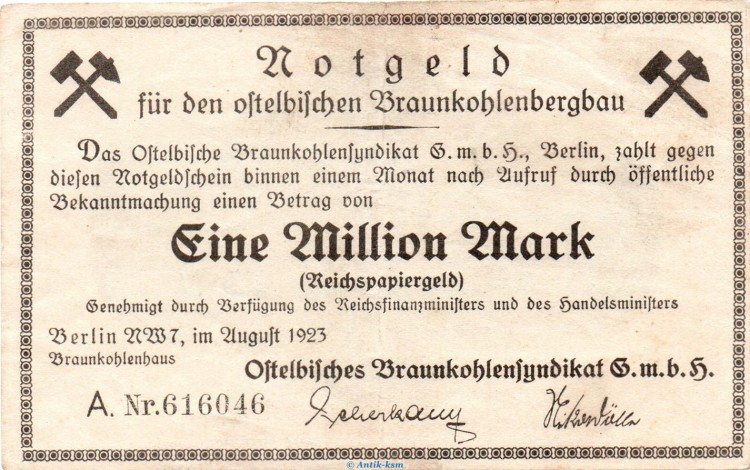 Notgeld
für den ostelbischen Braunkohlenbergbau
Das Ostelbische Braunkohlensyndikat G.m.b.H., Berlin, zahlt gegen
diesen Notgeldschein binnen einem Monat nach Aufruf durch öffentliche
Bekanntmachung einen Betrag von
Eine Million Mark
(Reichspapiergeld)
Genehmigt durch Verfügung des Reichsfinanzministers und des Handelsministers
Berlin NW7, im August 1923
Braunkohlenhaus
Ostelbisches Braunkohlensyndikat G.m.b.H.
A. Nr. 616046
© Antik-ksm